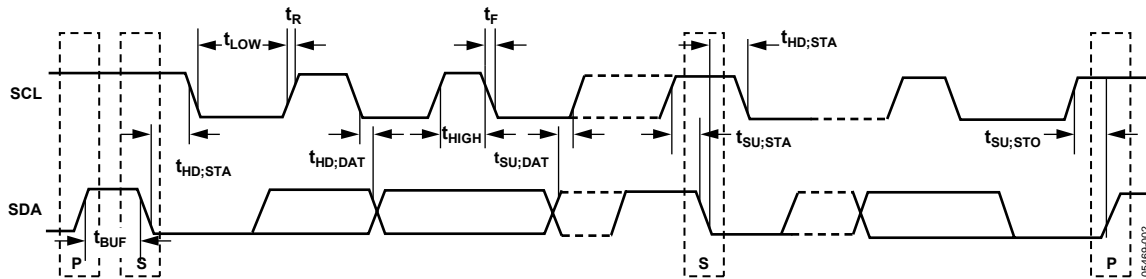 tR
tF
tLOW
tHD;STA
SCL
tHD;STA
tHD;DAT
tHIGH
tSU;DAT
tSU;STA
tSU;STO
SDA
tBUF
P
S
S
P